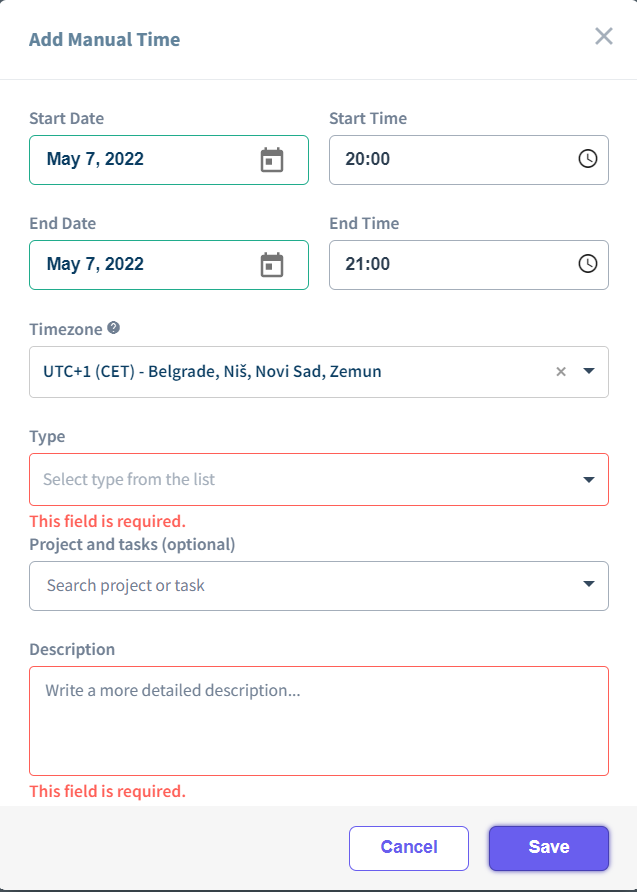 Add Manual Time
Start Date
Start Time
May 7, 2022
20:00
End Date
End Time
May 7, 2022
21:00
Timezone
UTC+1 (CET) - Belgrade, Niš, Novi Sad, Zemun
Type
Select type from the list
This field is required.
Project and tasks (optional)
Search project or task
Description
Write a more detailed description...
This field is required.
Cancel
Save